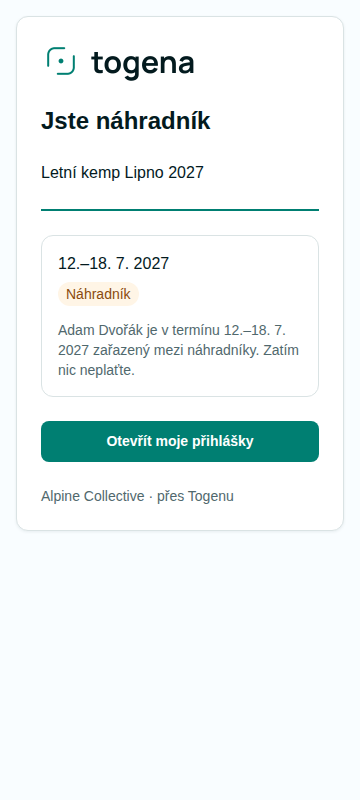 togena
Jste náhradník
Letní kemp Lipno 2027
12.–18. 7. 2027
Náhradník
Adam Dvořák je v termínu 12.–18. 7.
2027 zařazený mezi náhradníky. Zatím
nic neplaťte.
Otevřít moje přihlášky
Alpine Collective · přes Togenu